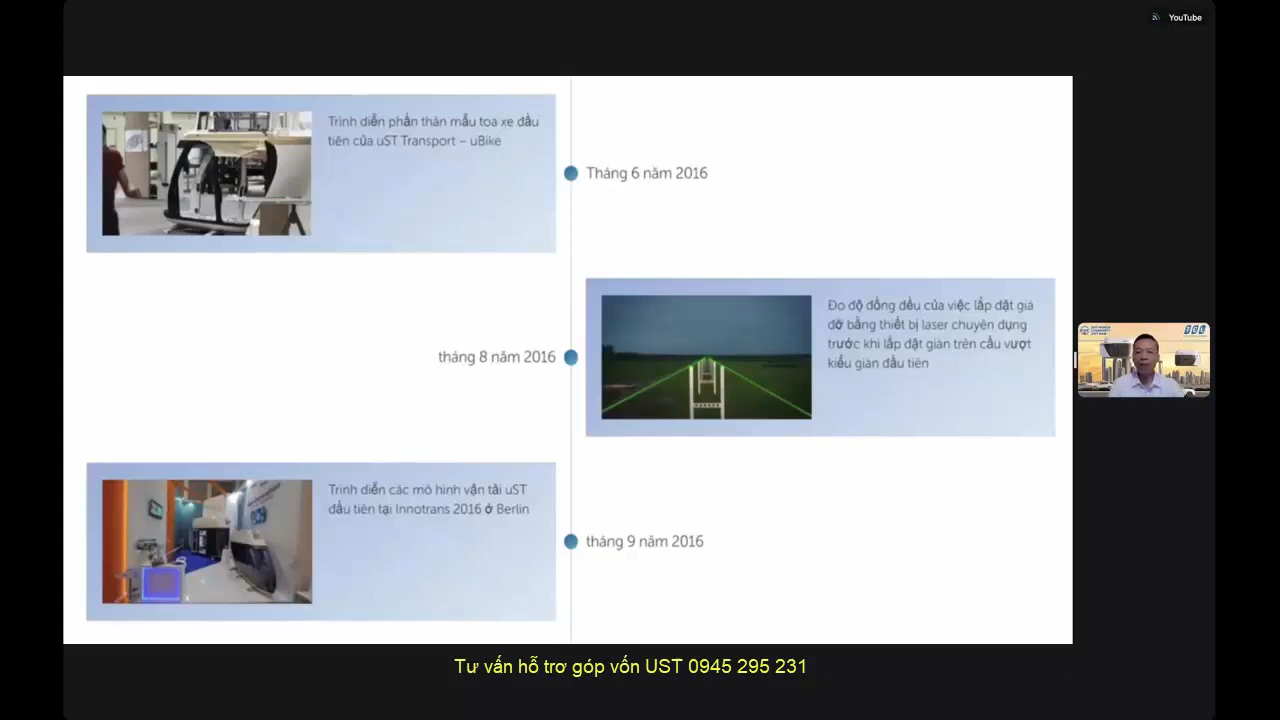 YouTube
Trình diễn phần thân mẫu toa xe đầu
tiên của uST Transport – uBike
Tháng 6 năm 2016
Đo độ đồng đều của việc lắp đặt giá
đỡ bằng thiết bị laser chuyên dụng
trước khi lắp đặt giàn trên cầu vượt
kiểu giàn đầu tiên
tháng 8 năm 2016
Trình diễn các mô hình vận tải uST
đầu tiên tại Innotrans 2016 ở Berlin
tháng 9 năm 2016
Tư vấn hỗ trơ góp vốn UST 0945 295 231